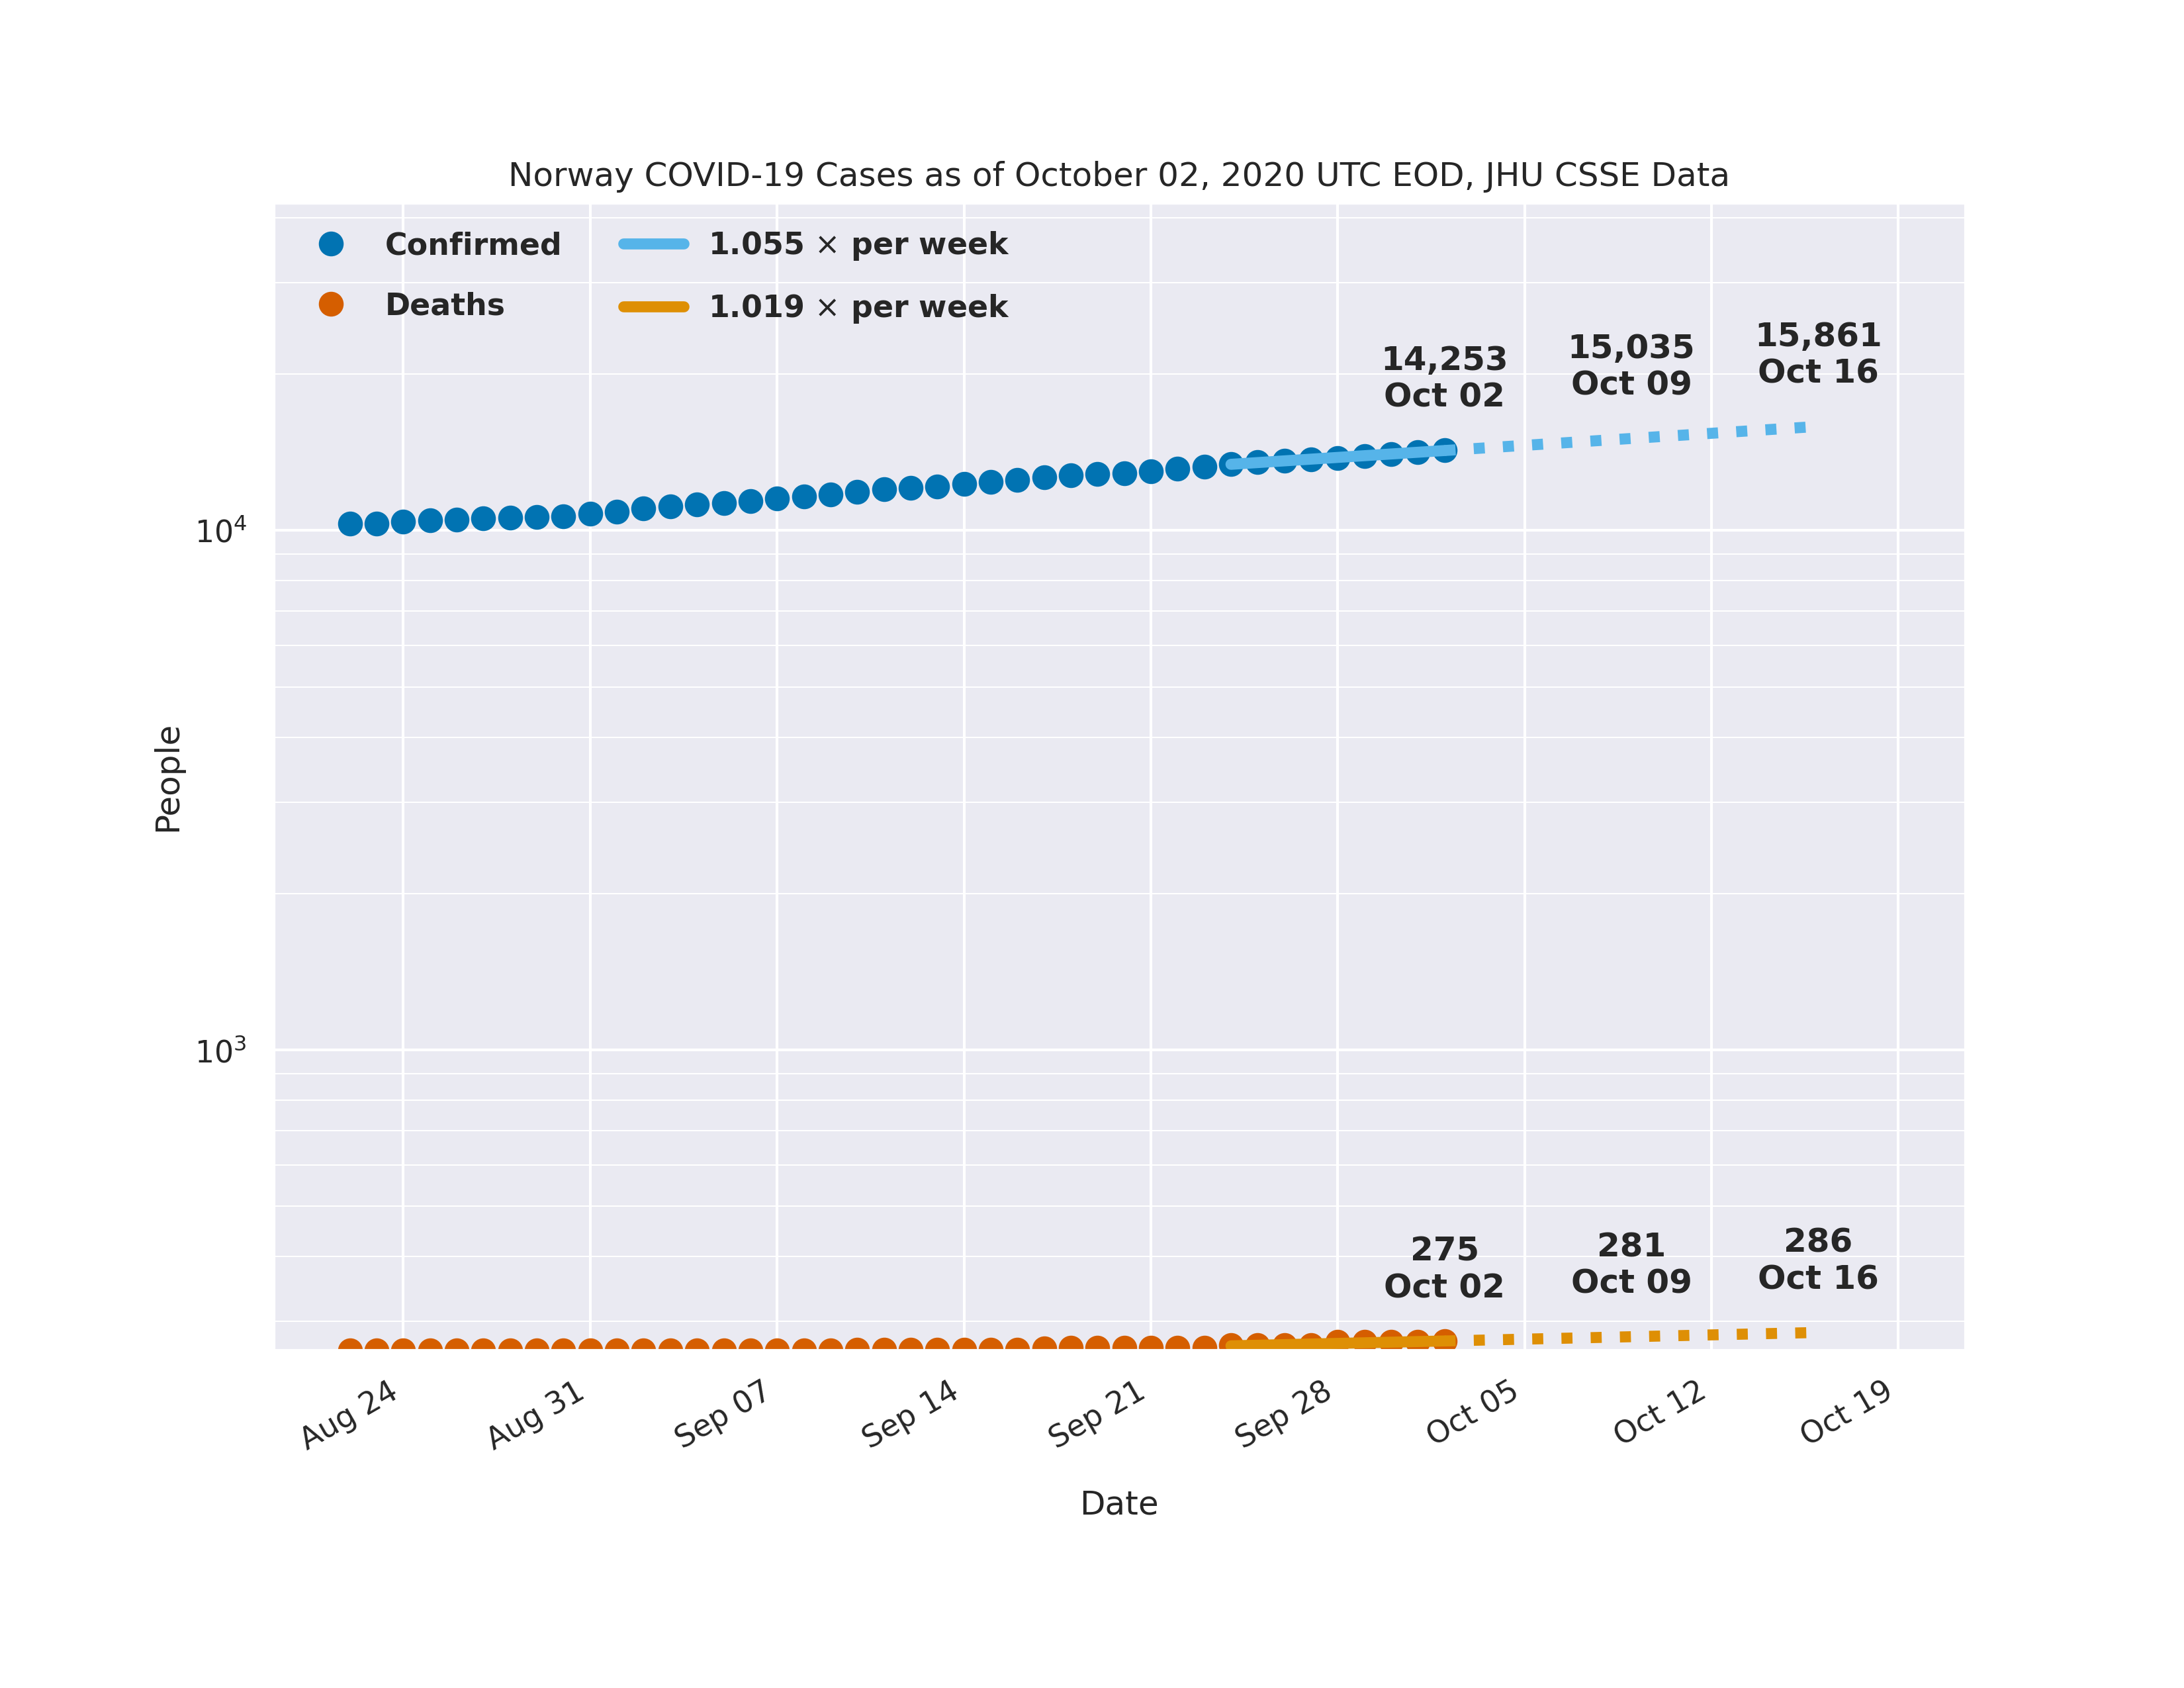 Norway COVID-19 Cases as of October 02, 2020 UTC EOD, JHU CSSE Data
Confirmed
Deaths
1.055 × per week
1.019 × per week
14,253
Oct 02
15,035
Oct 09
15,861
Oct 16
10⁴
People
10³
275
Oct 02
281
Oct 09
286
Oct 16
Aug 24
Aug 31
Sep 07
Sep 14
Sep 21
Sep 28
Oct 05
Oct 12
Oct 19
Date